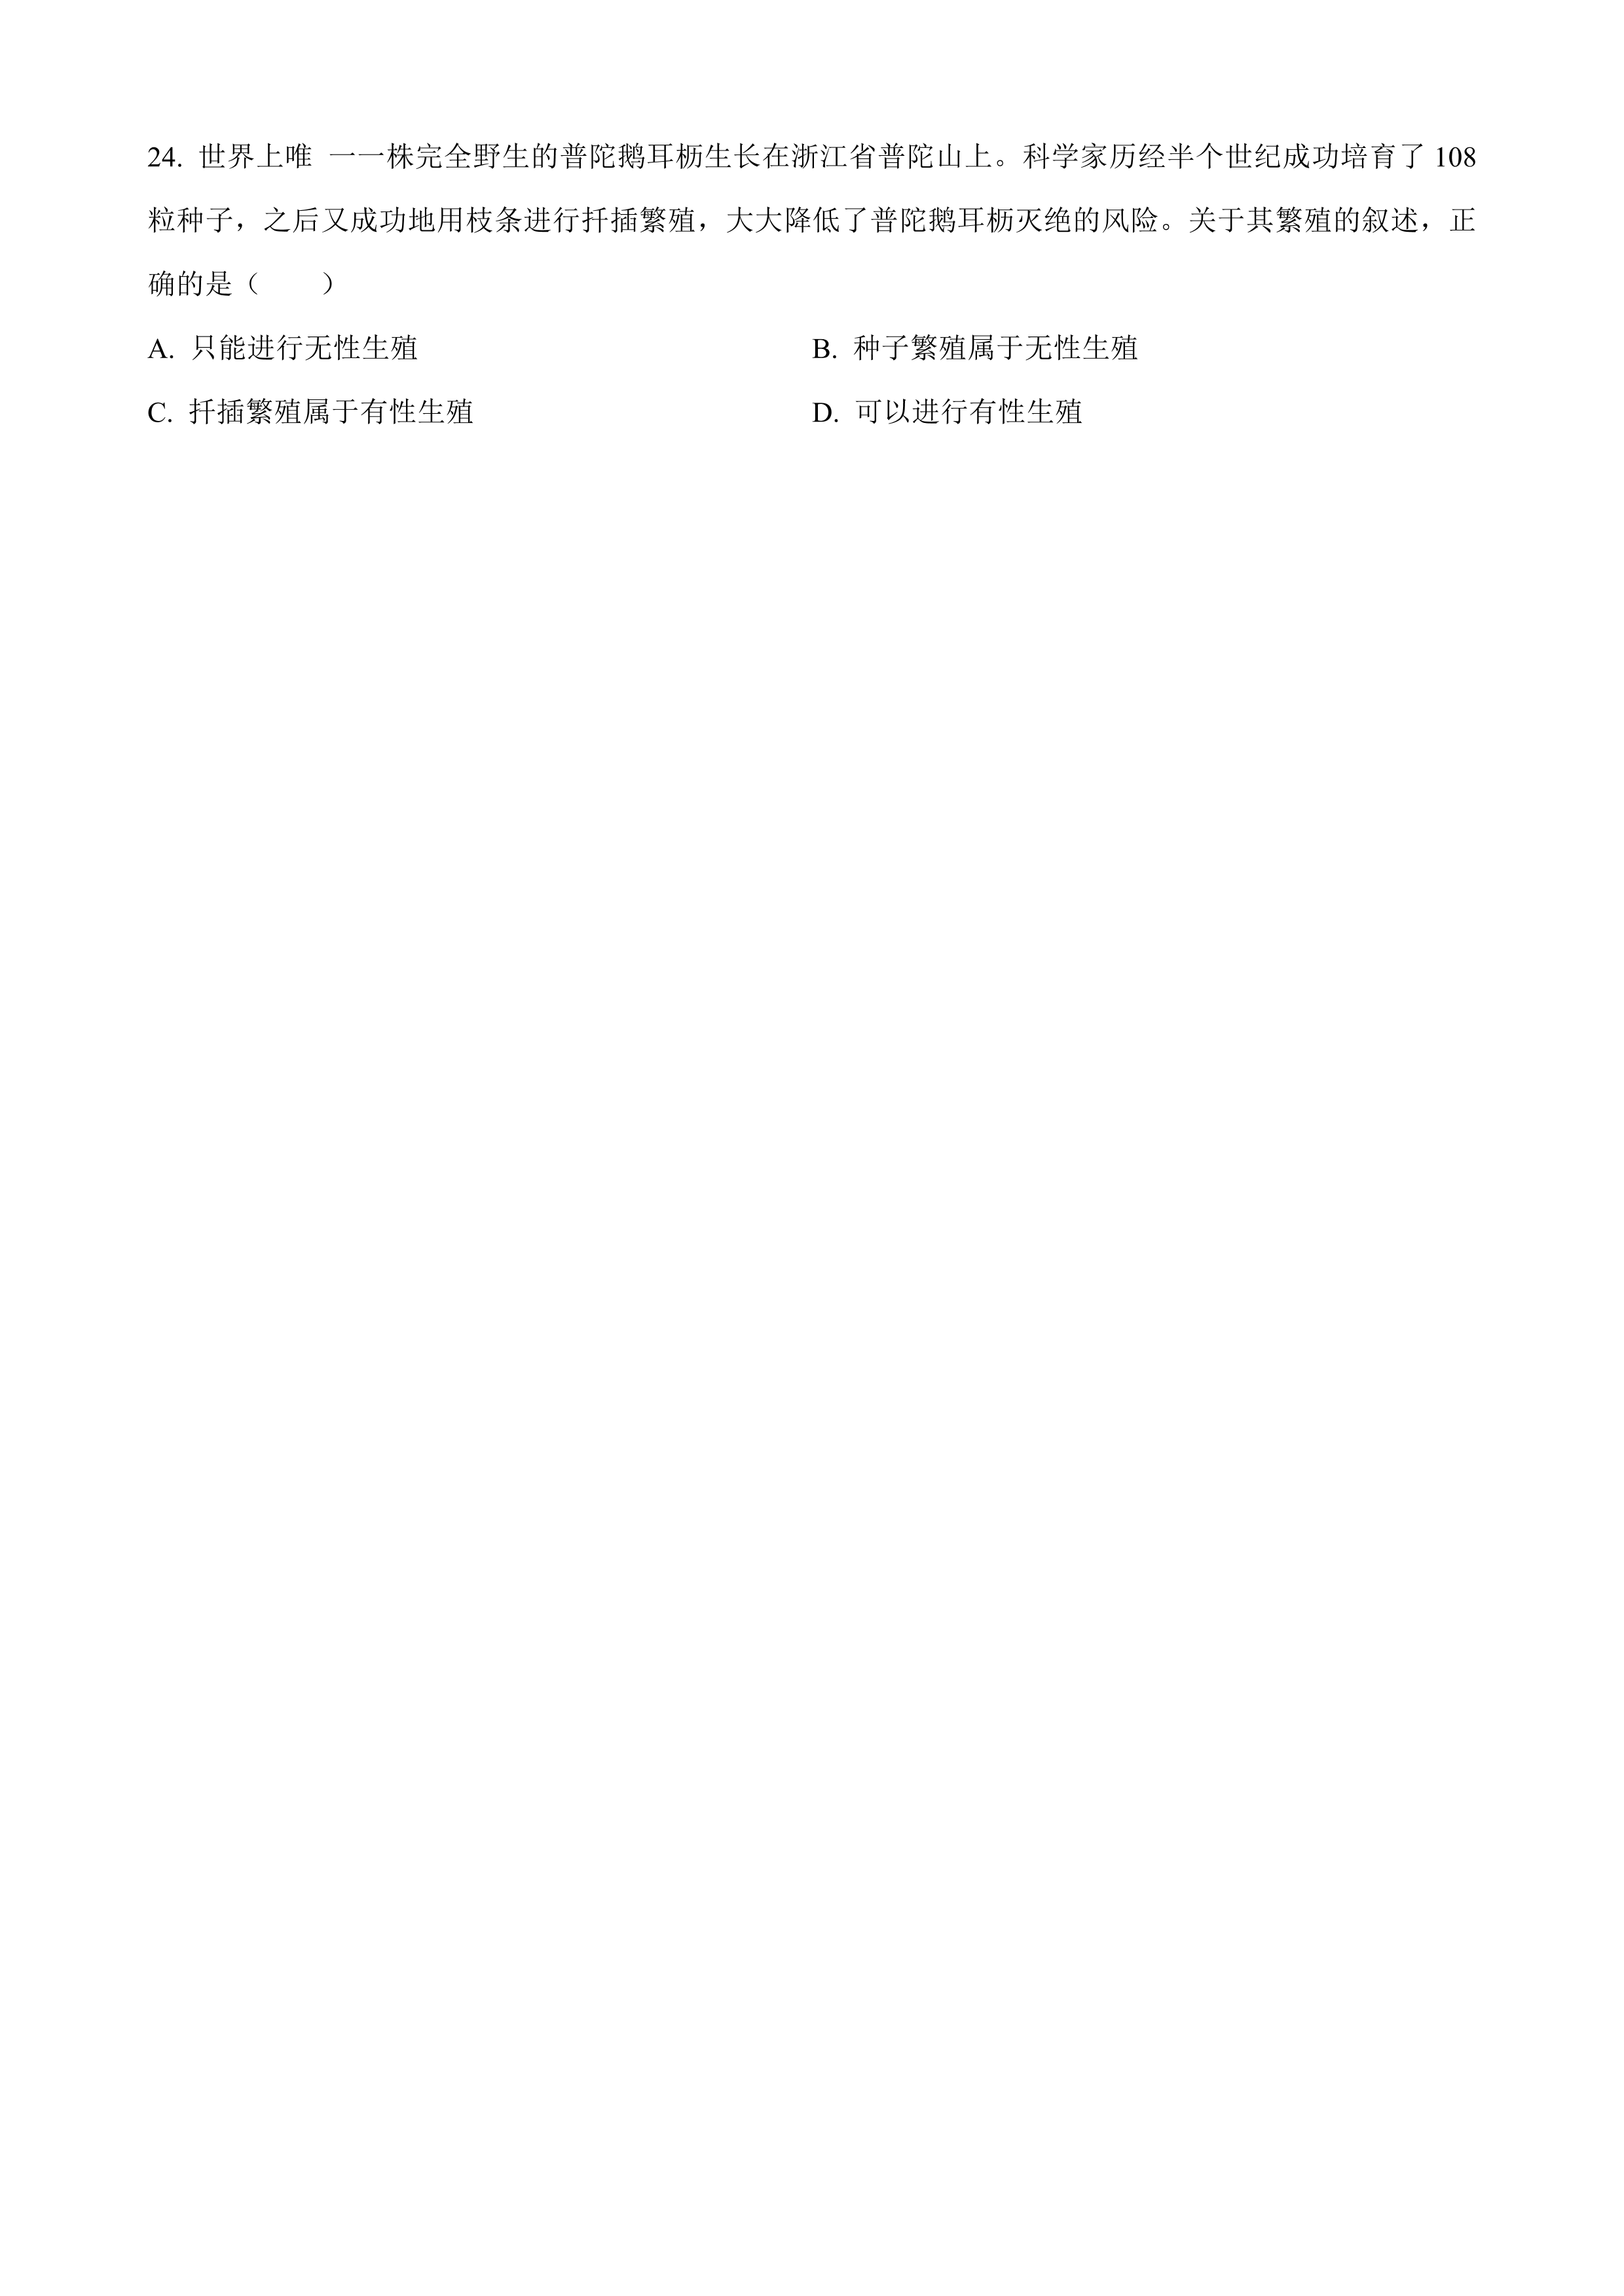 24. 世界上唯 一一株完全野生的普陀鹅耳枥生长在浙江省普陀山上。科学家历经半个世纪成功培育了 108
粒种子，之后又成功地用枝条进行扦插繁殖，大大降低了普陀鹅耳枥灭绝的风险。关于其繁殖的叙述，正
确的是（　　）
A. 只能进行无性生殖　　B. 种子繁殖属于无性生殖
C. 扦插繁殖属于有性生殖　　D. 可以进行有性生殖